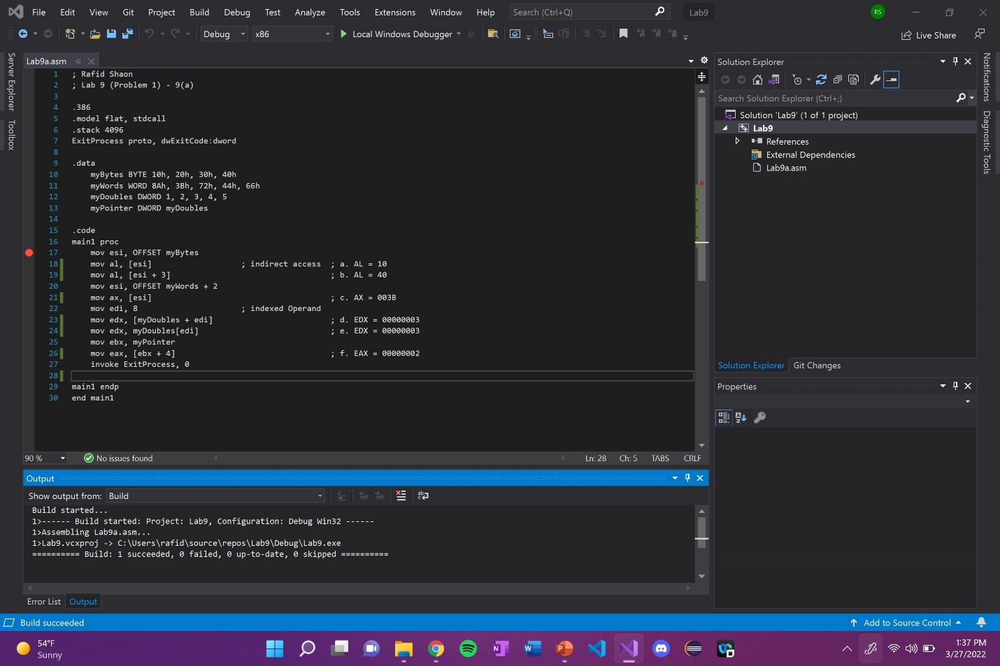 File Edit View Git Project Build Debug Test Analyze Tools Extensions Window Help Search (Ctrl+Q) Lab9 RS
Debug x86 Local Windows Debugger Live Share
Server Explorer
Toolbox
Lab9a.asm
1 ; Rafid Shaon
2 ; Lab 9 (Problem 1) - 9(a)
3
4 .386
5 .model flat, stdcall
6 .stack 4096
7 ExitProcess proto, dwExitCode:dword
8
9 .data
10 myBytes BYTE 10h, 20h, 30h, 40h
11 myWords WORD 8Ah, 3Bh, 72h, 44h, 66h
12 myDoubles DWORD 1, 2, 3, 4, 5
13 myPointer DWORD myDoubles
14
15 .code
16 main1 proc
17 mov esi, OFFSET myBytes
18 mov al, [esi] ; indirect access ; a. AL = 10
19 mov al, [esi + 3] ; b. AL = 40
20 mov esi, OFFSET myWords + 2
21 mov ax, [esi] ; c. AX = 003B
22 mov edi, 8 ; indexed Operand
23 mov edx, [myDoubles + edi] ; d. EDX = 00000003
24 mov edx, myDoubles[edi] ; e. EDX = 00000003
25 mov ebx, myPointer
26 mov eax, [ebx + 4] ; f. EAX = 00000002
27 invoke ExitProcess, 0
28
29 main1 endp
30 end main1
90 % No issues found Ln: 28 Ch: 5 TABS CRLF
Output
Show output from: Build
Build started...
1>------ Build started: Project: Lab9, Configuration: Debug Win32 ------
1>Assembling Lab9a.asm...
1>Lab9.vcxproj -> C:\Users\rafid\source\repos\Lab9\Debug\Lab9.exe
========== Build: 1 succeeded, 0 failed, 0 up-to-date, 0 skipped ==========
Error List Output
Solution Explorer
Search Solution Explorer (Ctrl+;)
Solution 'Lab9' (1 of 1 project)
Lab9
References
External Dependencies
Lab9a.asm
Solution Explorer Git Changes
Properties
Notifications
Diagnostic Tools
Build succeeded Add to Source Control
54°F
Sunny
1:37 PM
3/27/2022